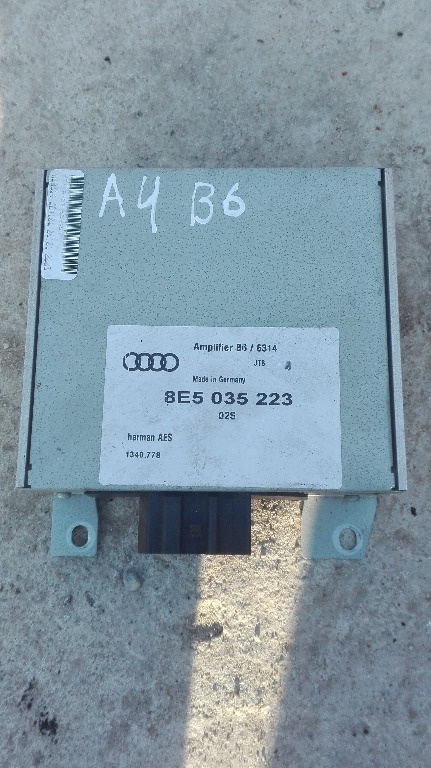 A4 B6
Amplifier B6 / 6314
JT6
Made in Germany
8E5 035 223
02S
harman AES
1340.778